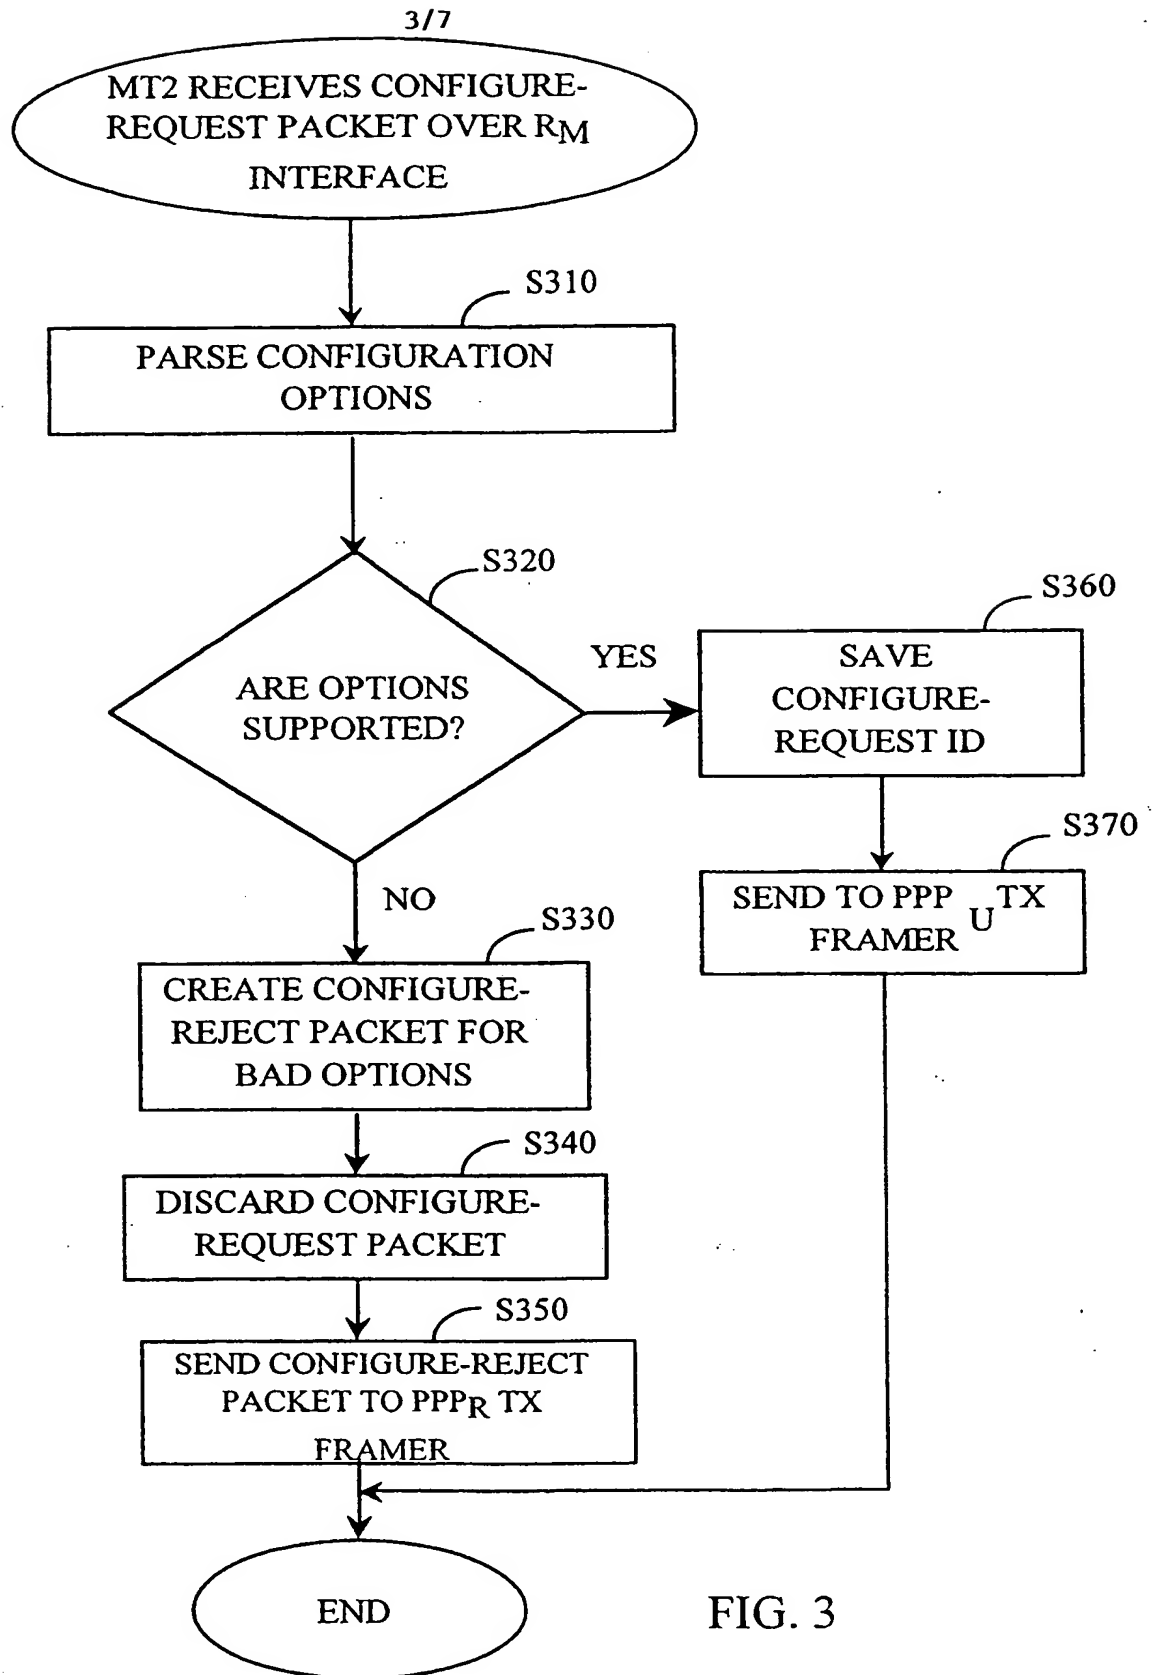 3/7
MT2 RECEIVES CONFIGURE-
REQUEST PACKET OVER RM
INTERFACE
S310
PARSE CONFIGURATION
OPTIONS
S320
ARE OPTIONS
SUPPORTED?
YES
S360
SAVE
CONFIGURE-
REQUEST ID
S370
SEND TO PPP U TX
FRAMER
NO
S330
CREATE CONFIGURE-
REJECT PACKET FOR
BAD OPTIONS
S340
DISCARD CONFIGURE-
REQUEST PACKET
S350
SEND CONFIGURE-REJECT
PACKET TO PPPR TX
FRAMER
END
FIG. 3